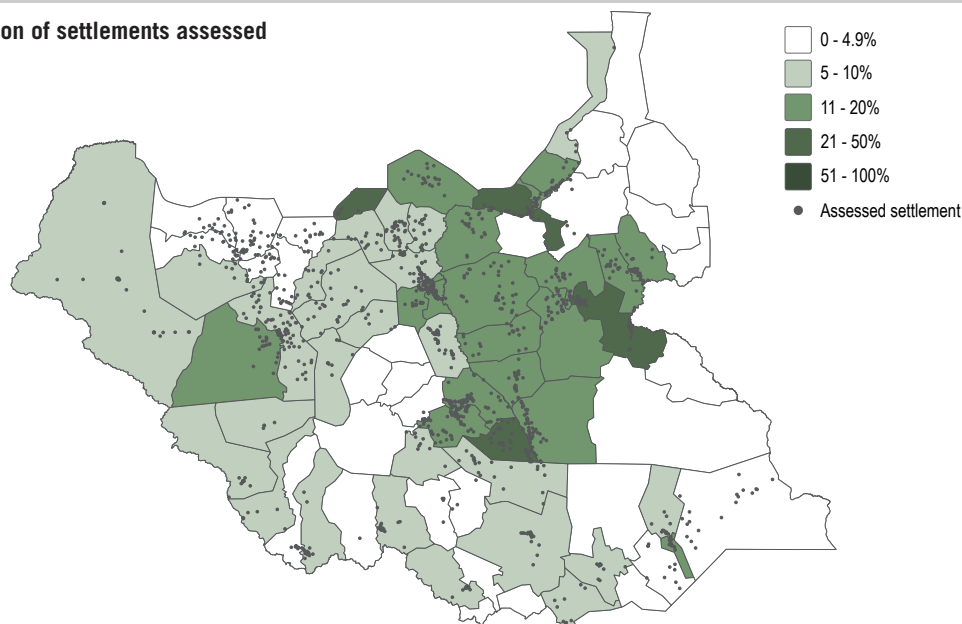 on of settlements assessed
0 - 4.9%
5 - 10%
11 - 20%
21 - 50%
51 - 100%
Assessed settlement